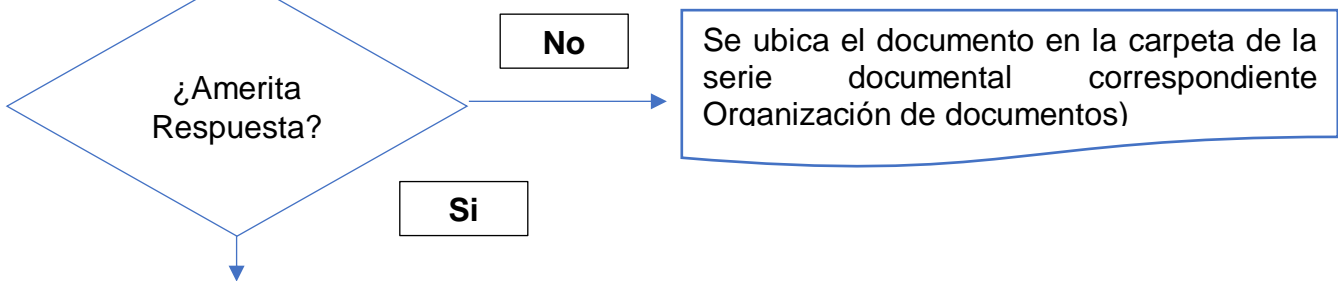 No
Se ubica el documento en la carpeta de la
serie documental correspondiente
Organización de documentos)
¿Amerita
Respuesta?
Si